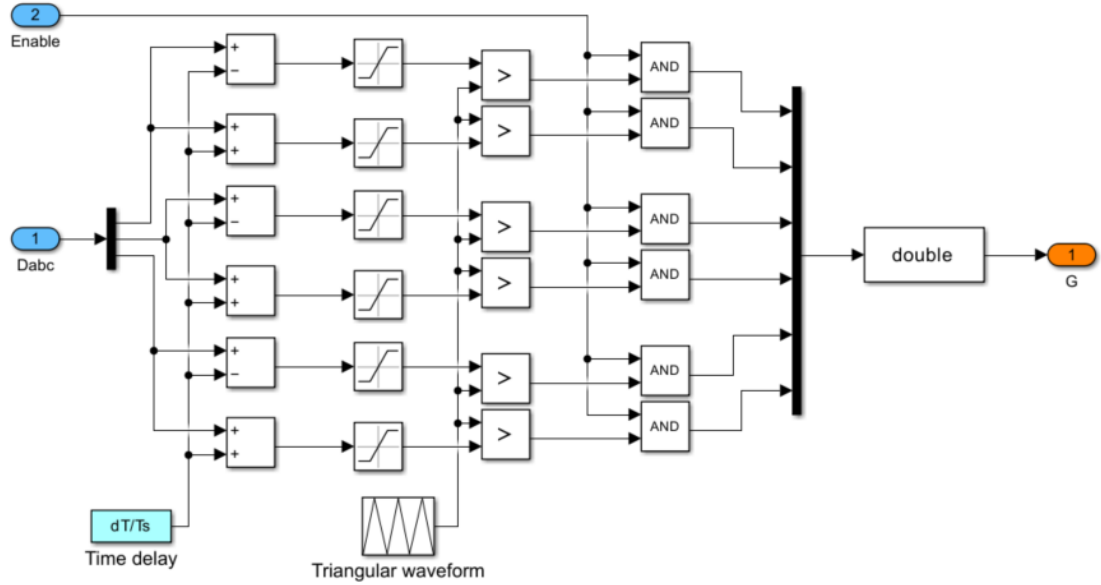 2
Enable
+
−
>
AND
+
+
>
AND
+
−
>
AND
1
Dabc
double
1
G
+
+
>
AND
+
−
>
AND
+
+
>
AND
dT/Ts
Time delay
Triangular waveform